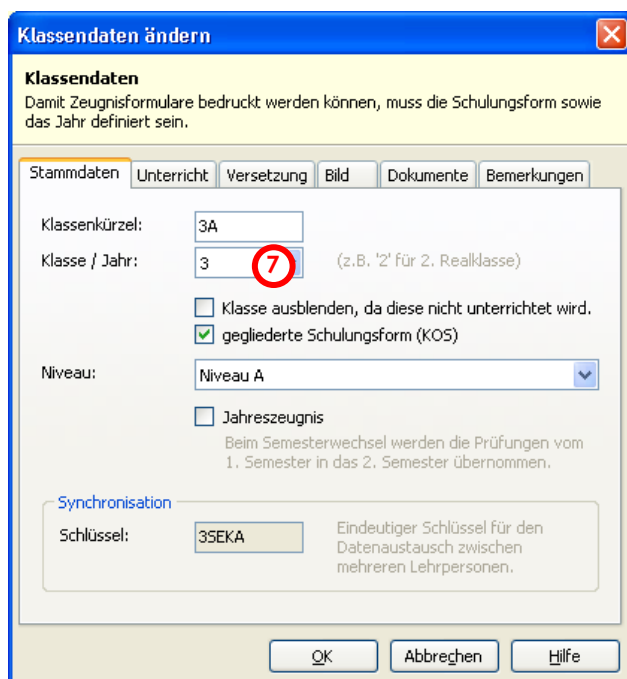 Klassendaten ändern
Klassendaten
Damit Zeugnisformulare bedruckt werden können, muss die Schulungsform sowie
das Jahr definiert sein.
Stammdaten Unterricht Versetzung Bild Dokumente Bemerkungen
Klassenkürzel: 3A
Klasse / Jahr: 3 7 (z.B. '2' für 2. Realklasse)
Klasse ausblenden, da diese nicht unterrichtet wird.
gegliederte Schulungsform (KOS)
Niveau: Niveau A
Jahreszeugnis
Beim Semesterwechsel werden die Prüfungen vom
1. Semester in das 2. Semester übernommen.
Synchronisation
Schlüssel: 3SEKA Eindeutiger Schlüssel für den
Datenaustausch zwischen
mehreren Lehrpersonen.
OK Abbrechen Hilfe